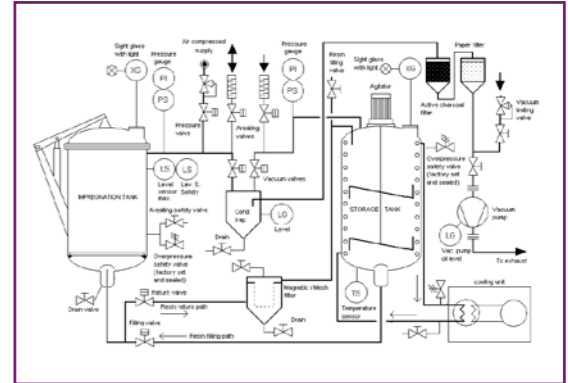 Sight glass
with light
XG
Pressure
gauge
PI
PS
Air compressed
supply
Pressure
valve
Areating
valves
Pressure
gauge
PI
PS
Vacuum valves
Resin
filling
valve
Sight glass
with light
XG
Agitator
Active charcoal
filter
Paper filter
Vacuum
limiting
valve
IMPREGNATION TANK
LS
LS
Level
sensor
max.
Lev. S.
Safety
Areating safety valve
Overpressure
safety valve
(factory set
and sealed)
Drain valve
Cond.
trap
Drain
LG
Level
STORAGE TANK
Overpressure
safety valve
(factory set
and sealed)
Vacuum
pump
LG
Vac. pump
oil level
To exhaust
Magnetic / Mesh
filter
Drain
TS
Temperature
sensor
cooling unit
Return valve
Resin return path
Filling valve
Resin filling path